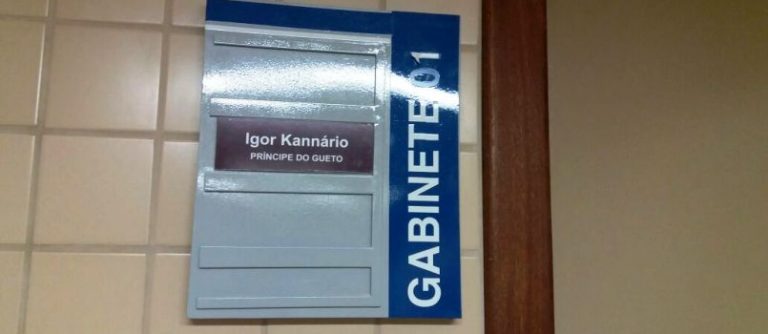 Igor Kannário
PRÍNCIPE DO GUETO
GABINETE 01